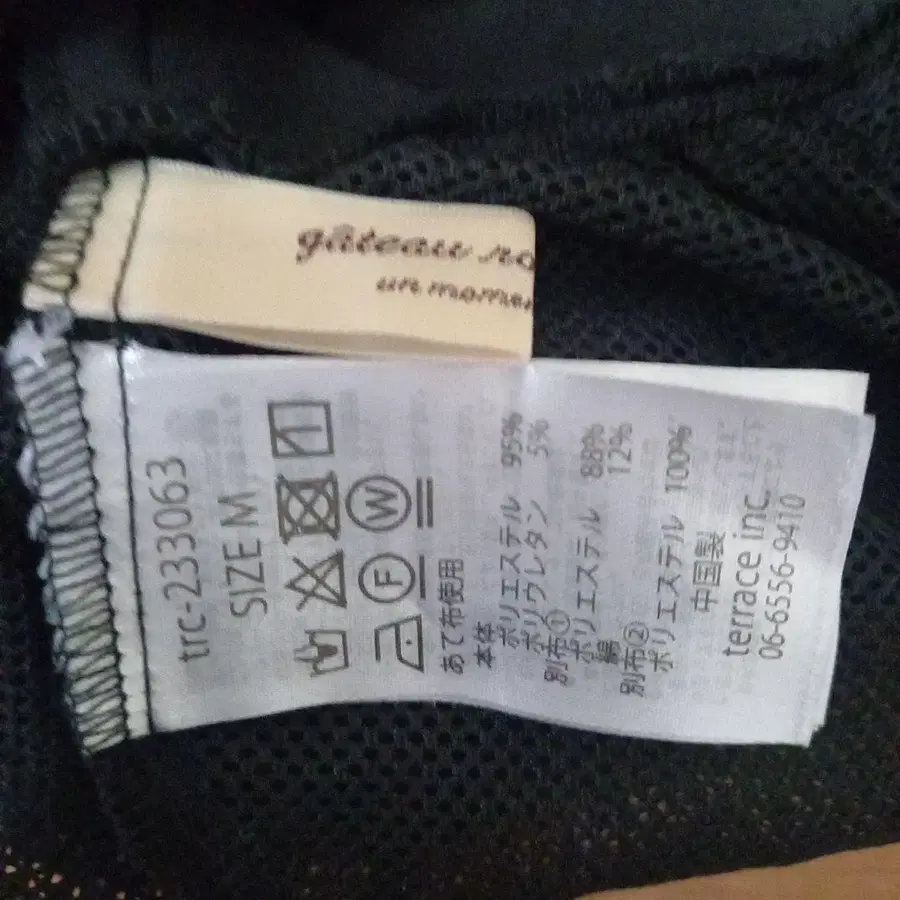 gâteau
un
trc-233063
SIZE M
W
F
あて布使用
本体
ポリエステル 95%
ポリウレタン 5%
別布①
ポリエステル 88%
綿 12%
別布②
ポリエステル 100%
中国製
terrace inc.
06-6556-9410